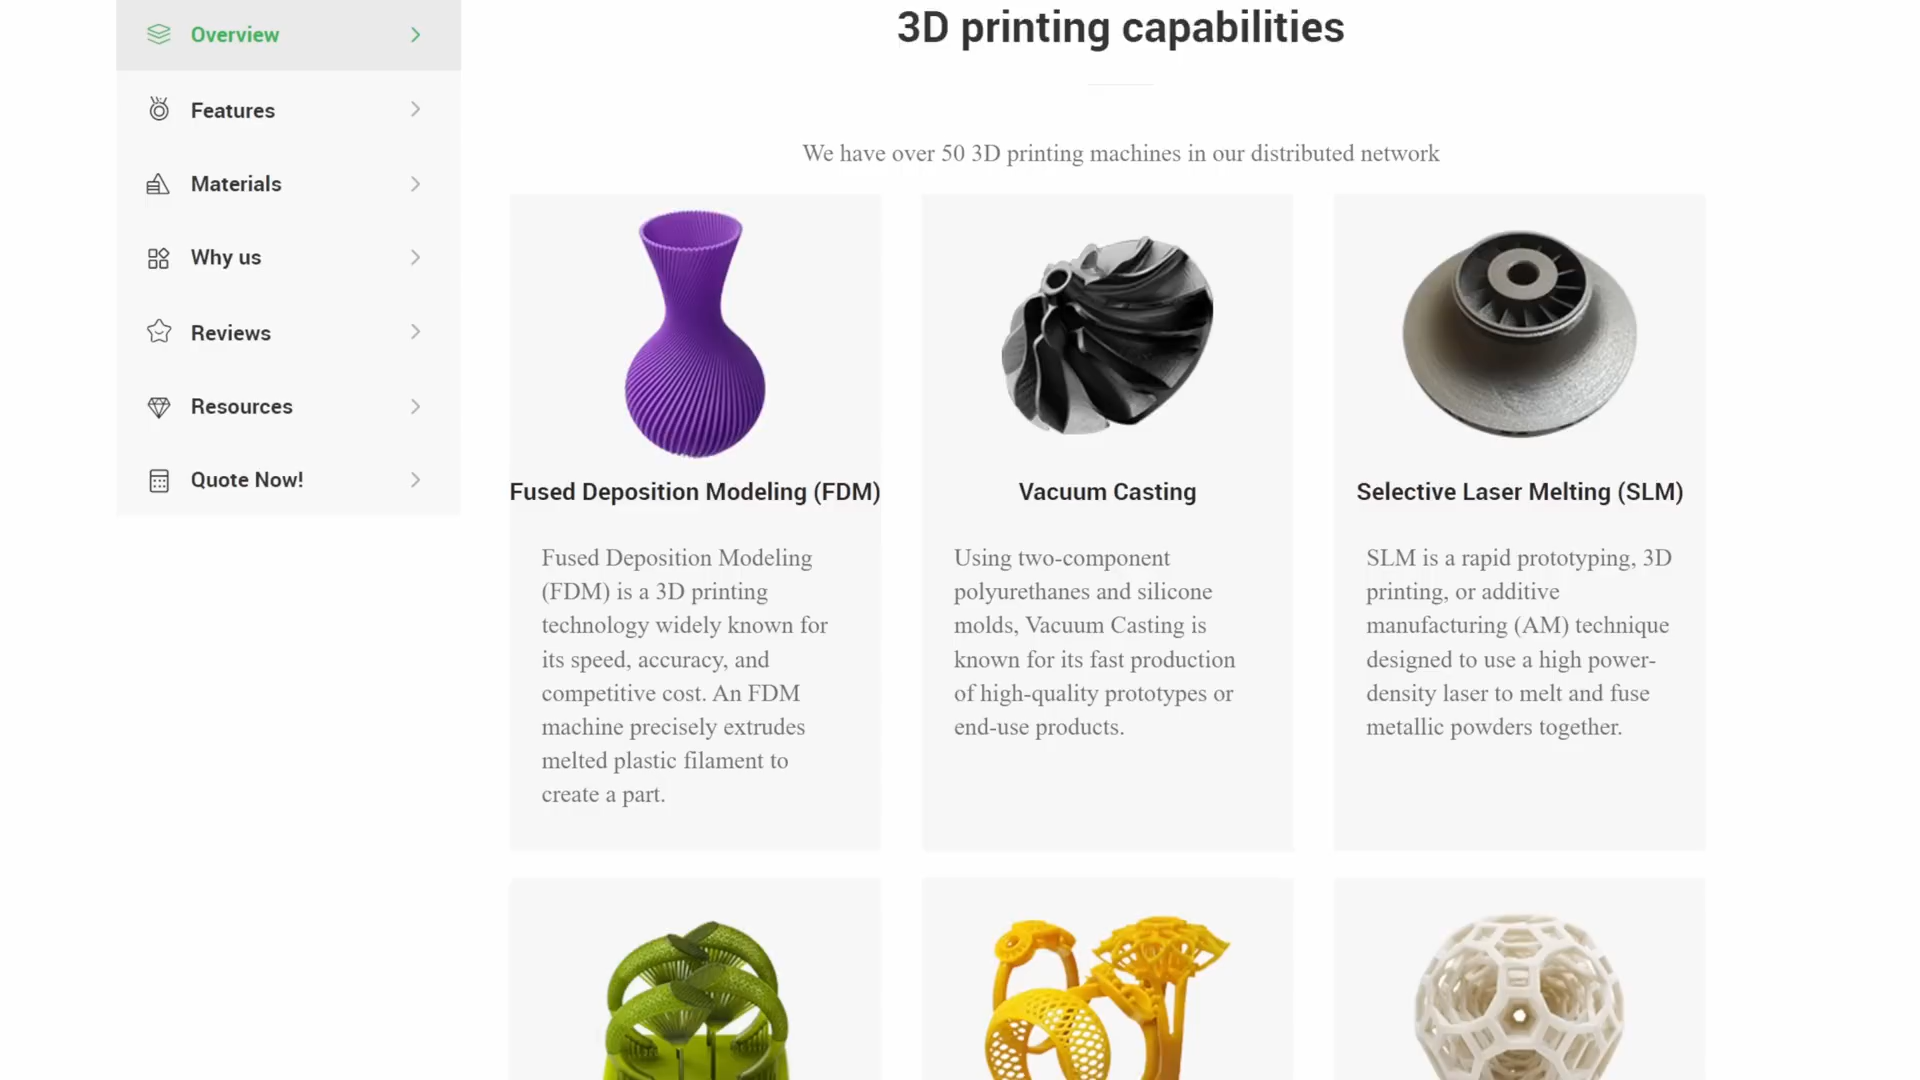 Overview
Features
Materials
Why us
Reviews
Resources
Quote Now!
3D printing capabilities
We have over 50 3D printing machines in our distributed network
Fused Deposition Modeling (FDM)
Fused Deposition Modeling
(FDM) is a 3D printing
technology widely known for
its speed, accuracy, and
competitive cost. An FDM
machine precisely extrudes
melted plastic filament to
create a part.
Vacuum Casting
Using two-component
polyurethanes and silicone
molds, Vacuum Casting is
known for its fast production
of high-quality prototypes or
end-use products.
Selective Laser Melting (SLM)
SLM is a rapid prototyping, 3D
printing, or additive
manufacturing (AM) technique
designed to use a high power-
density laser to melt and fuse
metallic powders together.